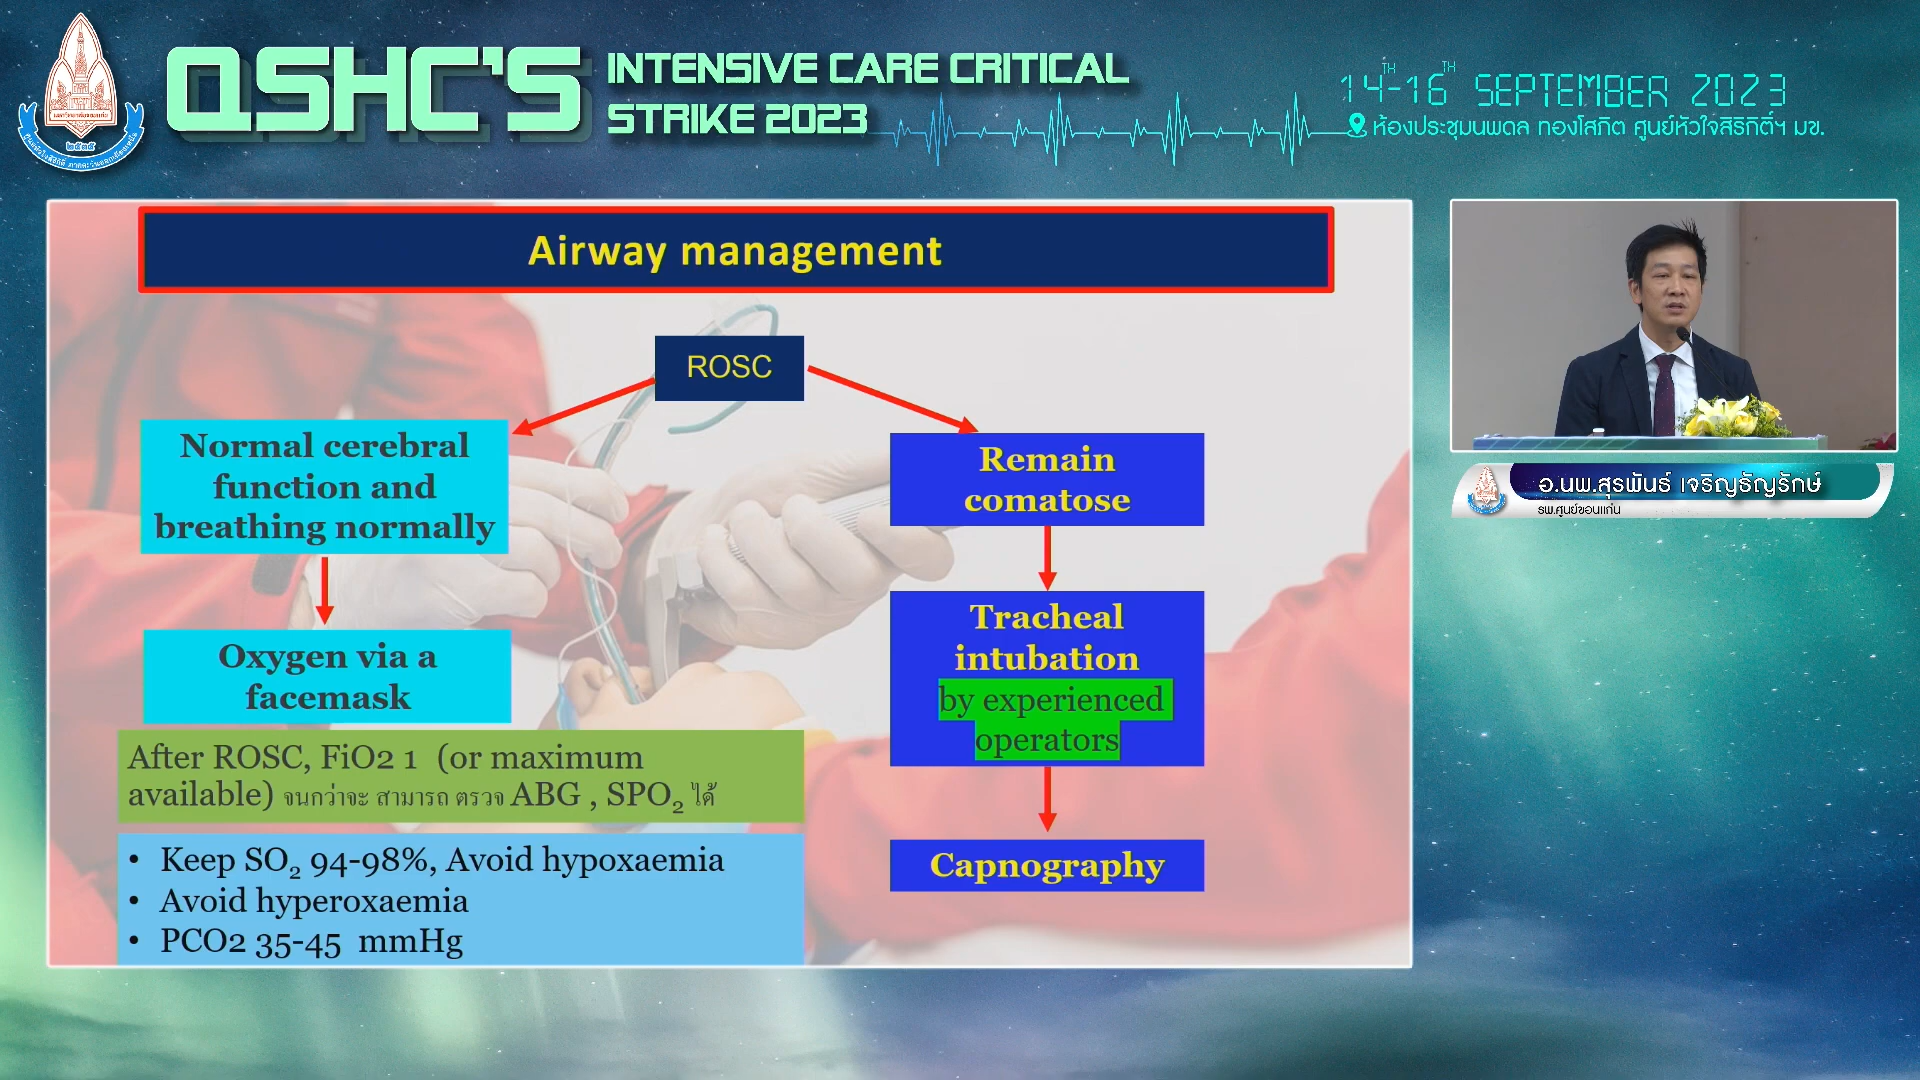 QSHC'S
INTENSIVE CARE CRITICAL
STRIKE 2023
14TH-16TH SEPTEMBER 2023
ห้องประชุมนพดล ทองโสภิต ศูนย์หัวใจสิริกิติ์ฯ มข.
Airway management
ROSC
Normal cerebral
function and
breathing normally
Remain
comatose
Oxygen via a
facemask
Tracheal
intubation
by experienced
operators
After ROSC, FiO2 1 (or maximum
available) จนกว่าจะ สามารถ ตรวจ ABG , SPO₂ ได้
• Keep SO₂ 94-98%, Avoid hypoxaemia
• Avoid hyperoxaemia
• PCO2 35-45 mmHg
Capnography
อ.นพ.สุรพันธ์ เจริญธัญรักษ์
รพ.ศูนย์ขอนแก่น